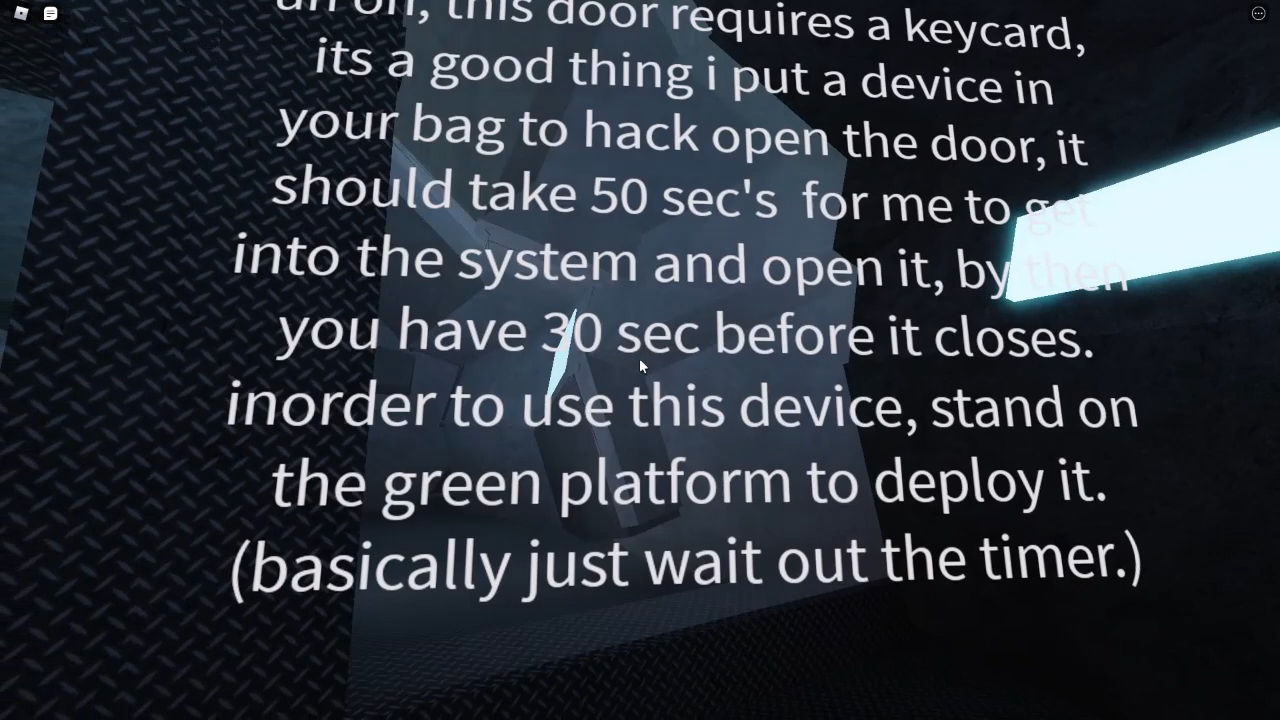 this door requires a keycard,
its a good thing i put a device in
your bag to hack open the door, it
should take 50 sec's for me to get
into the system and open it, by then
you have 30 sec before it closes.
inorder to use this device, stand on
the green platform to deploy it.
(basically just wait out the timer.)